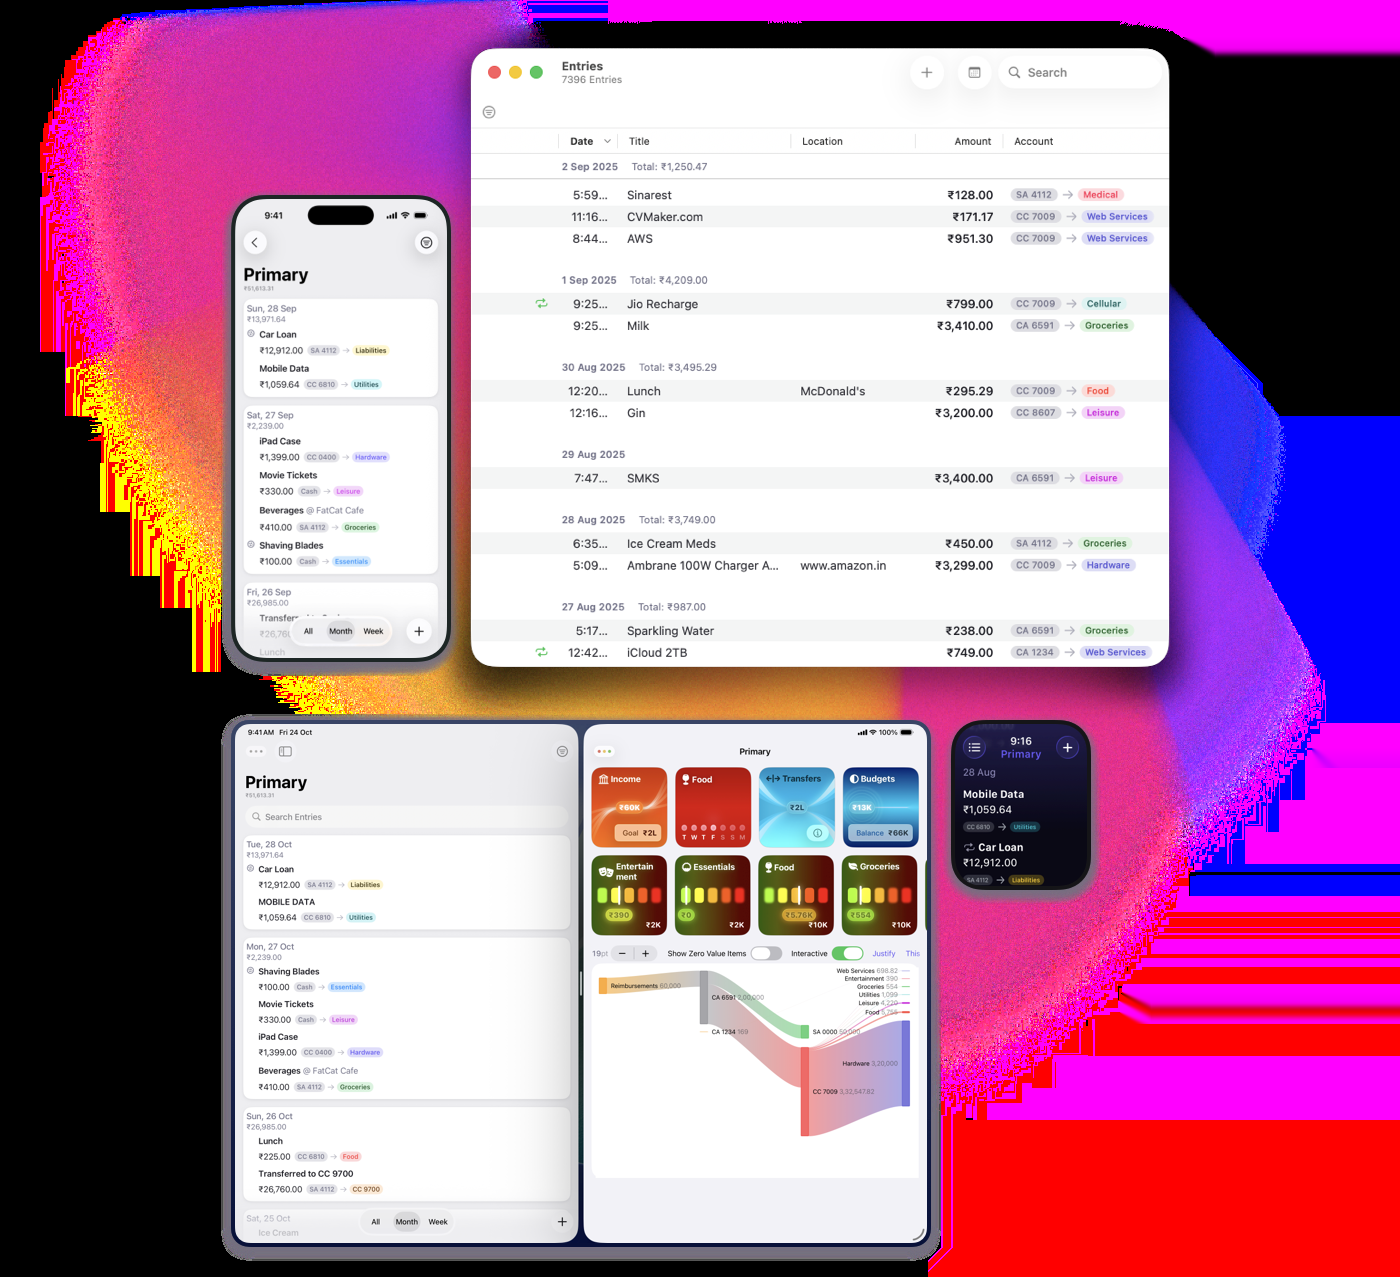 Entries
7396 Entries
Search
Date Title Location Amount Account
2 Sep 2025 Total: ₹1,250.47
5:59... Sinarest ₹128.00 SA 4112 → Medical
11:16... CVMaker.com ₹171.17 CC 7009 → Web Services
8:44... AWS ₹951.30 CC 7009 → Web Services
1 Sep 2025 Total: ₹4,209.00
9:25... Jio Recharge ₹799.00 CC 7009 → Cellular
9:25... Milk ₹3,410.00 CA 6591 → Groceries
30 Aug 2025 Total: ₹3,495.29
12:20... Lunch McDonald's ₹295.29 CC 7009 → Food
12:16... Gin ₹3,200.00 CC 8607 → Leisure
29 Aug 2025
7:47... SMKS ₹3,400.00 CA 6591 → Leisure
28 Aug 2025 Total: ₹3,749.00
6:35... Ice Cream Meds ₹450.00 SA 4112 → Groceries
5:09... Ambrane 100W Charger A... www.amazon.in ₹3,299.00 CC 7009 → Hardware
27 Aug 2025 Total: ₹987.00
5:17... Sparkling Water ₹238.00 CA 6591 → Groceries
12:42... iCloud 2TB ₹749.00 CA 1234 → Web Services
9:41
Primary
₹51,613.31
Sun, 28 Sep
₹13,971.64
Car Loan
₹12,912.00 SA 4112 → Liabilities
Mobile Data
₹1,059.64 CC 6810 → Utilities
Sat, 27 Sep
₹2,239.00
iPad Case
₹1,399.00 CC 0400 → Hardware
Movie Tickets
₹330.00 Cash → Leisure
Beverages @ FatCat Cafe
₹410.00 SA 4112 → Groceries
Shaving Blades
₹100.00 Cash → Essentials
Fri, 26 Sep
₹26,985.00
All Month Week
Lunch
9:41 AM Fri 24 Oct
Primary
₹51,613.31
Search Entries
Tue, 28 Oct
₹13,971.64
Car Loan
₹12,912.00 SA 4112 → Liabilities
MOBILE DATA
₹1,059.64 CC 6810 → Utilities
Mon, 27 Oct
₹2,239.00
Shaving Blades
₹100.00 Cash → Essentials
Movie Tickets
₹330.00 Cash → Leisure
iPad Case
₹1,399.00 CC 0400 → Hardware
Beverages @ FatCat Cafe
₹410.00 SA 4112 → Groceries
Sun, 26 Oct
₹26,985.00
Lunch
₹225.00 CC 6810 → Food
Transferred to CC 9700
₹26,760.00 SA 4112 → CC 9700
Sat, 25 Oct
Ice Cream
All Month Week
100%
Primary
Income
₹60K
Goal ₹2L
Food
T W T F S S M
Transfers
₹2L
Budgets
₹13K
Balance ₹66K
Entertain
ment
₹390
₹2K
Essentials
₹0
₹2K
Food
₹5.76K
₹10K
Groceries
₹554
₹10K
19pt − + Show Zero Value Items Interactive Justify This
Reimbursements 60,000
CA 6591 2,00,000
CA 1234 169
SA 0000 50,000
CC 7009 3,32,547.82
Web Services 698.82
Entertainment 390
Groceries 554
Utilities 1,099
Leisure 4,220
Food 5,755
Hardware 3,20,000
9:16
Primary
28 Aug
Mobile Data
₹1,059.64
CC 6810 → Utilities
Car Loan
₹12,912.00
SA 4112 → Liabilities